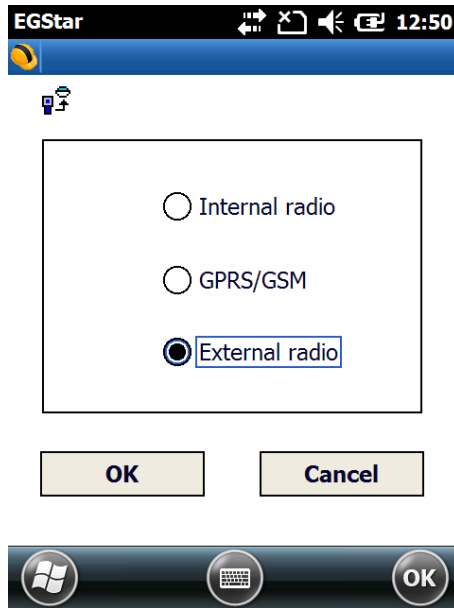 EGStar 12:50
Internal radio
GPRS/GSM
External radio
OK Cancel
OK